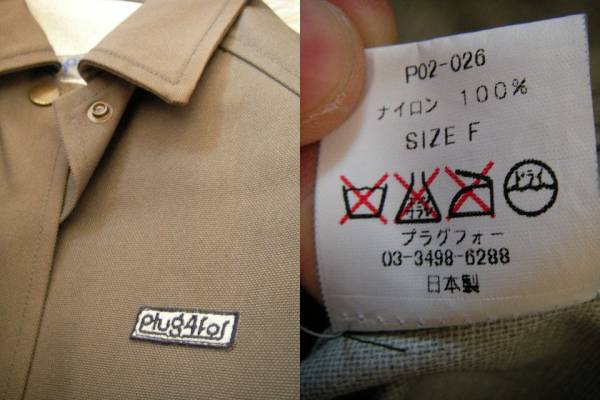 plug4for
P02-026
ナイロン 100%
SIZE F
ドライ
プラグフォー
03-3498-6288
日本製